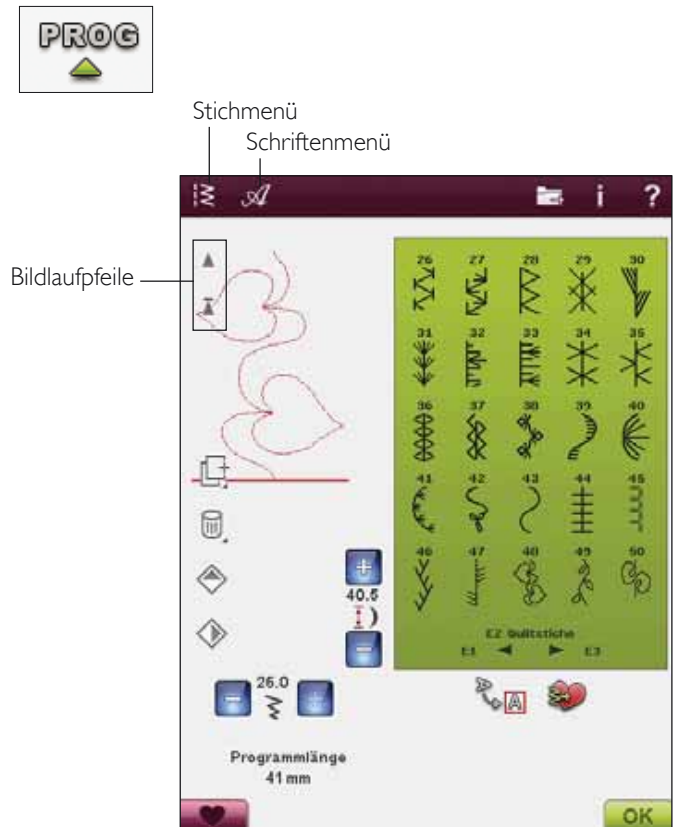 PROG
Stichmenü
Schriftenmenü
i ?
Bildlaufpfeile
26 27 28 29 30
31 32 33 34 35
36 37 38 39 40
41 42 43 44 45
46 47 48 49 50
40.5
E2 Quiltstiche
E1 E3
26.0
A
Programmlänge
41 mm
OK